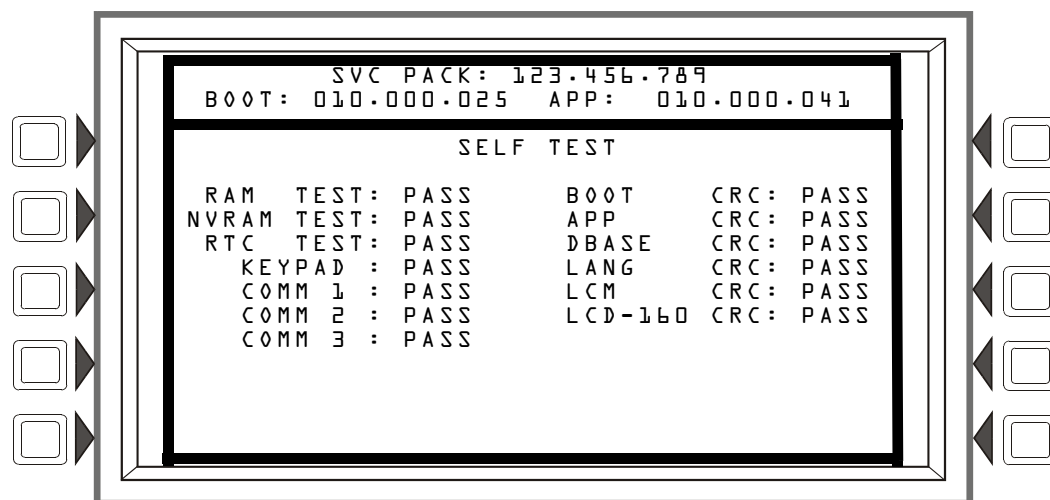 SVC PACK: 123.456.789
BOOT: 010.000.025 APP: 010.000.041
SELF TEST
RAM TEST: PASS BOOT CRC: PASS
NVRAM TEST: PASS APP CRC: PASS
RTC TEST: PASS DBASE CRC: PASS
KEYPAD : PASS LANG CRC: PASS
COMM 1 : PASS LCM CRC: PASS
COMM 2 : PASS LCD-160 CRC: PASS
COMM 3 : PASS